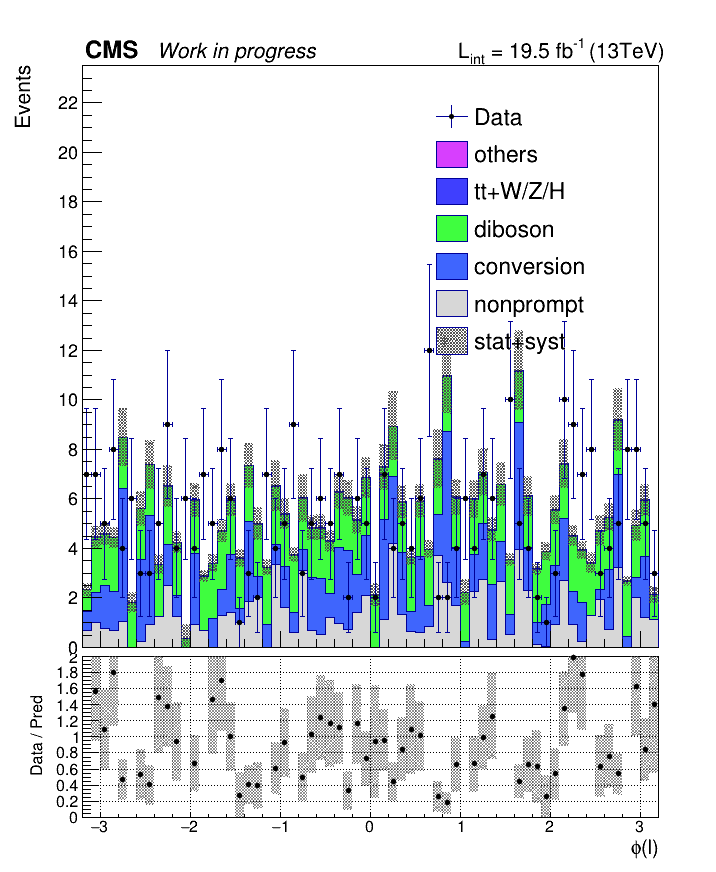 CMS Work in progress L_int = 19.5 fb^-1 (13TeV)
Events
22
20
18
16
14
12
10
8
6
4
2
0
Data
others
tt+W/Z/H
diboson
conversion
nonprompt
stat+syst
Data / Pred
2
1.8
1.6
1.4
1.2
1
0.8
0.6
0.4
0.2
0
−3 −2 −1 0 1 2 3
ϕ(l)